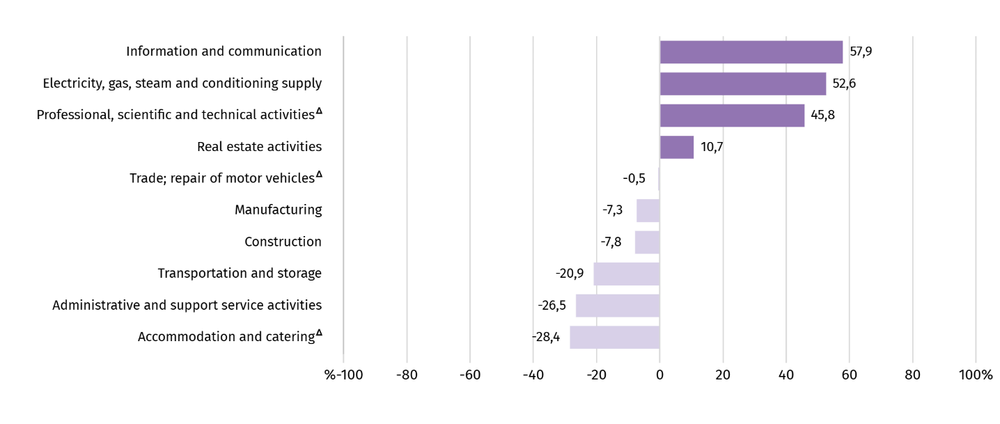 Information and communication 57,9
Electricity, gas, steam and conditioning supply 52,6
Professional, scientific and technical activitiesᐃ 45,8
Real estate activities 10,7
Trade; repair of motor vehiclesᐃ -0,5
Manufacturing -7,3
Construction -7,8
Transportation and storage -20,9
Administrative and support service activities -26,5
Accommodation and cateringᐃ -28,4
%-100 -80 -60 -40 -20 0 20 40 60 80 100%